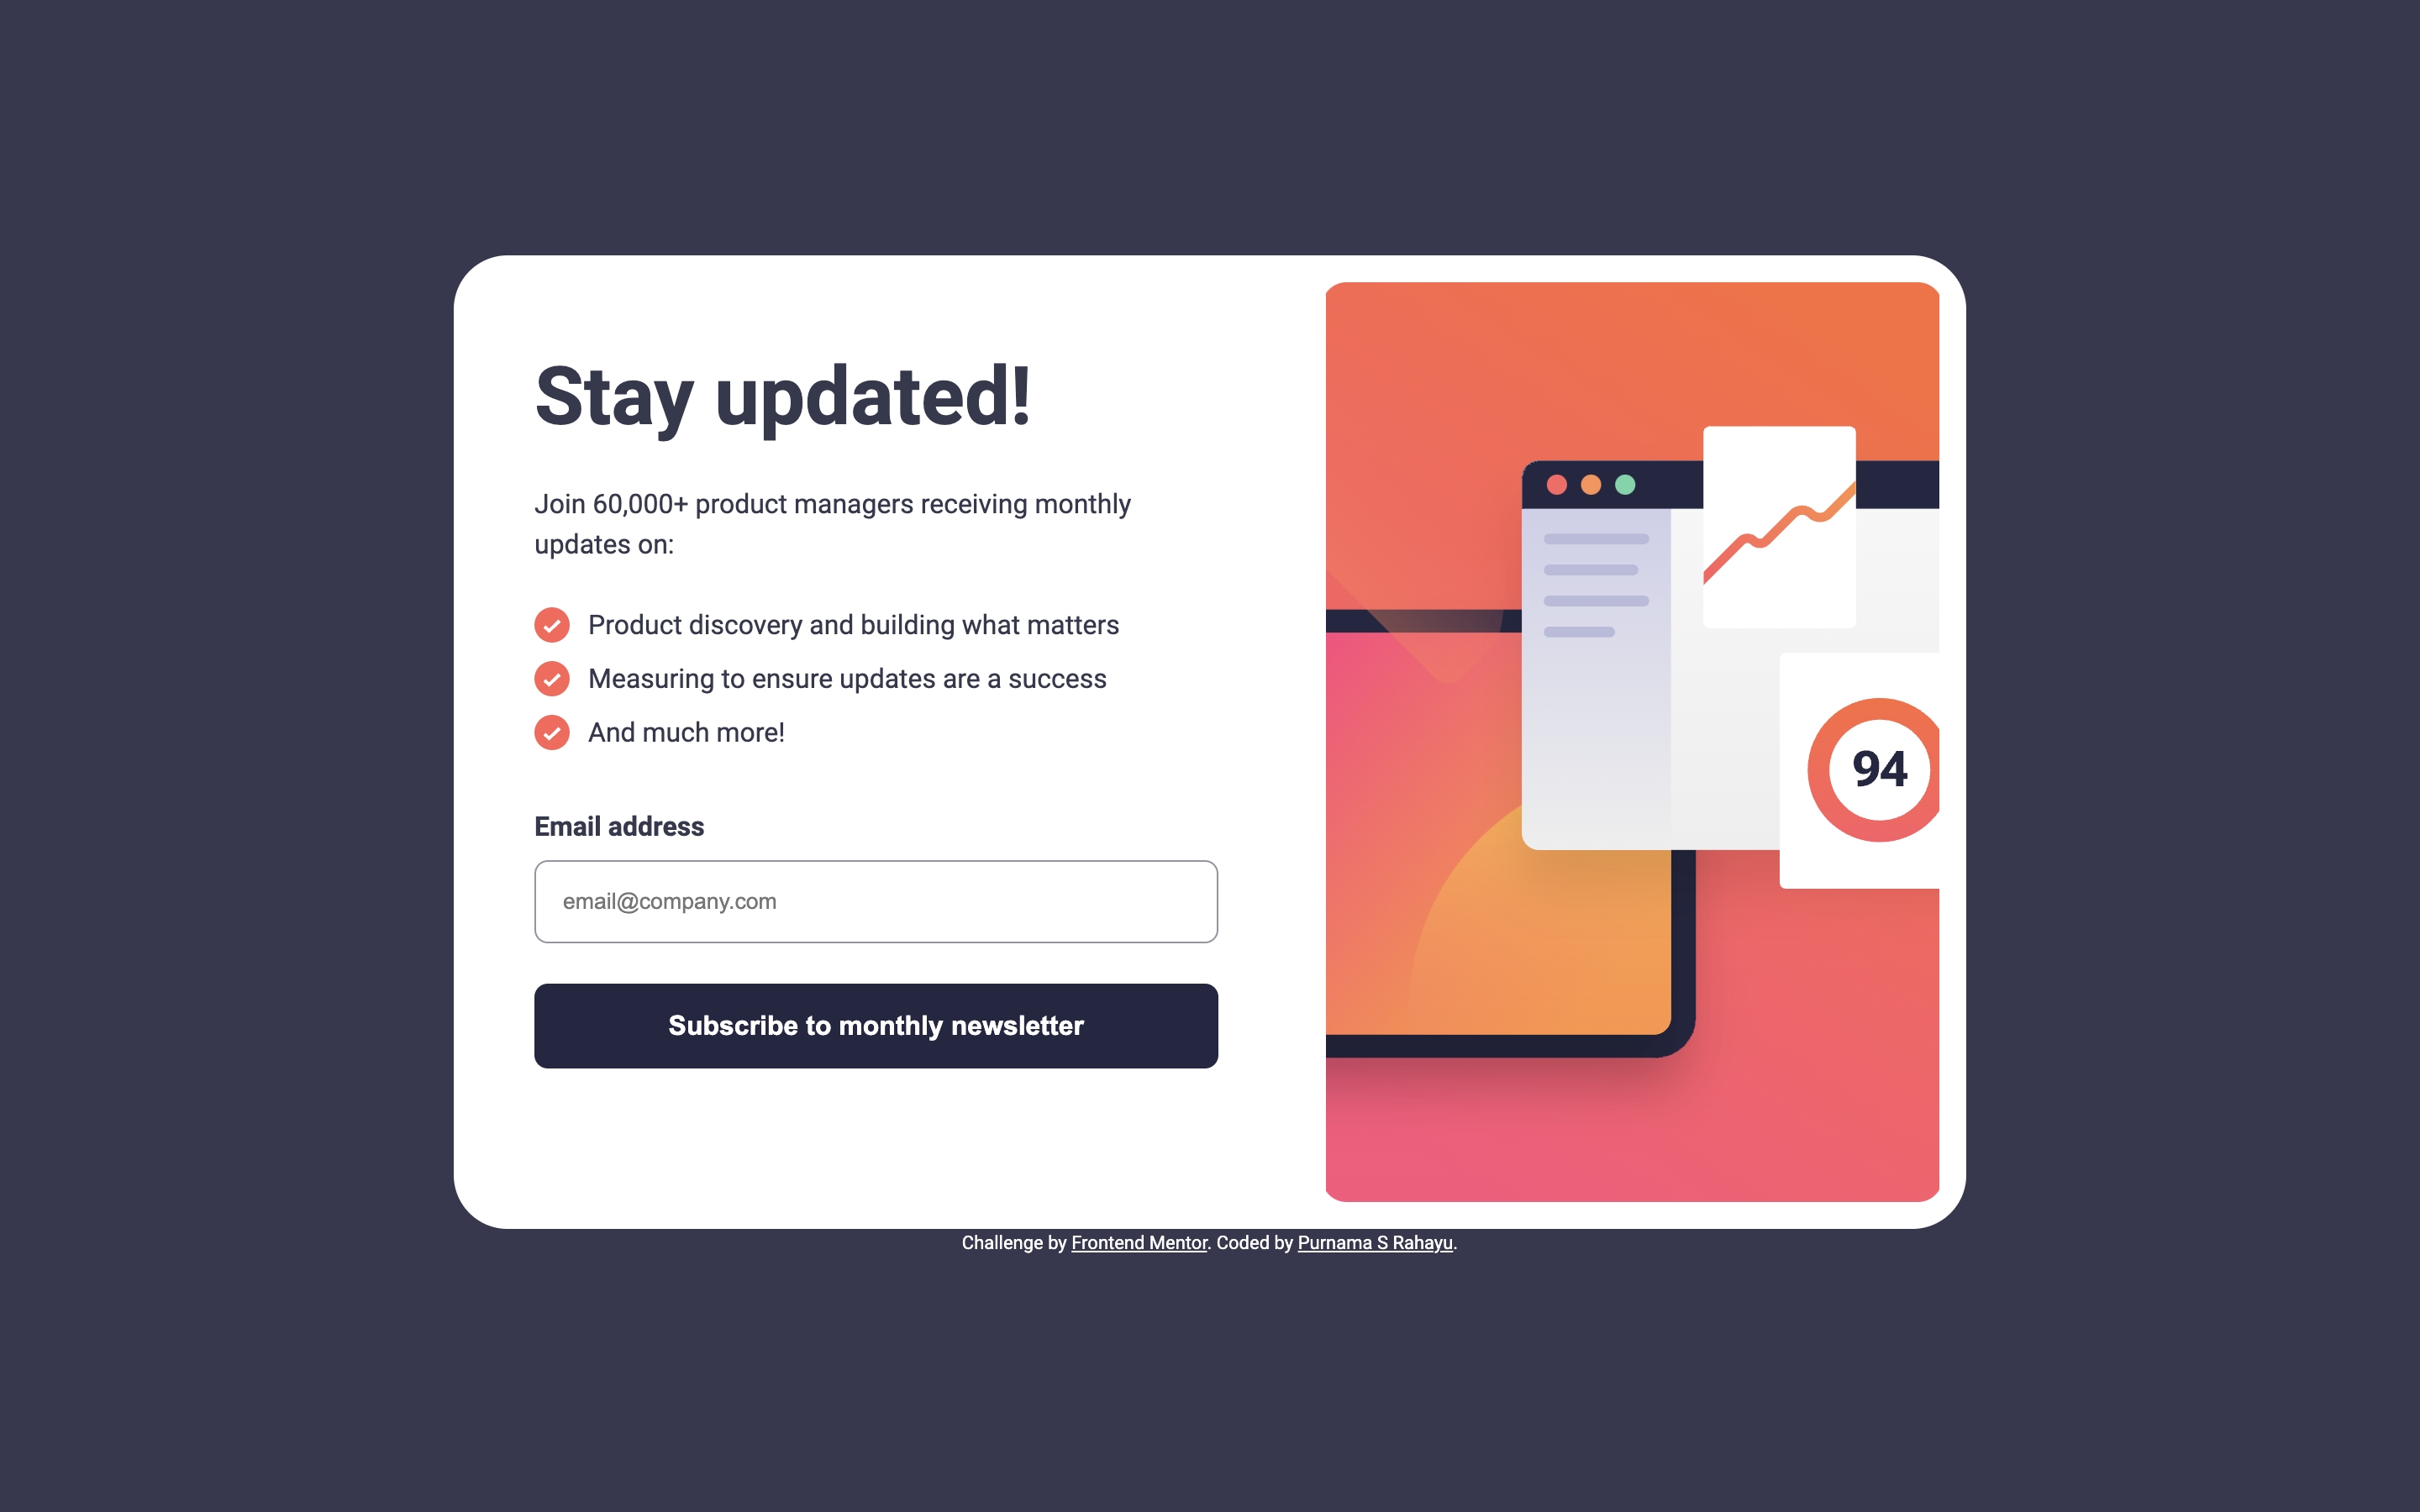 Stay updated!
Join 60,000+ product managers receiving monthly
updates on:
Product discovery and building what matters
Measuring to ensure updates are a success
And much more!
Email address
email@company.com
Subscribe to monthly newsletter
94
Challenge by Frontend Mentor. Coded by Purnama S Rahayu.